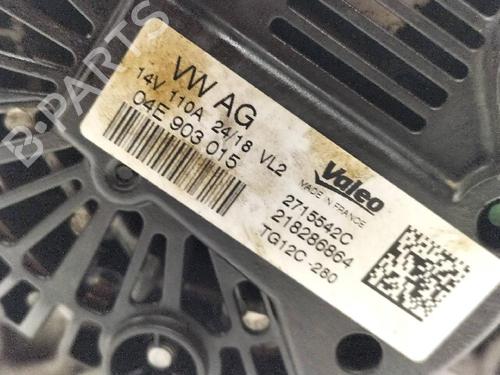 B-PARTS
VW AG
14V 110A 24/18 VL2
04E 903 015
Valeo
MADE IN FRANCE
2715542C
218286864
TG12C -280